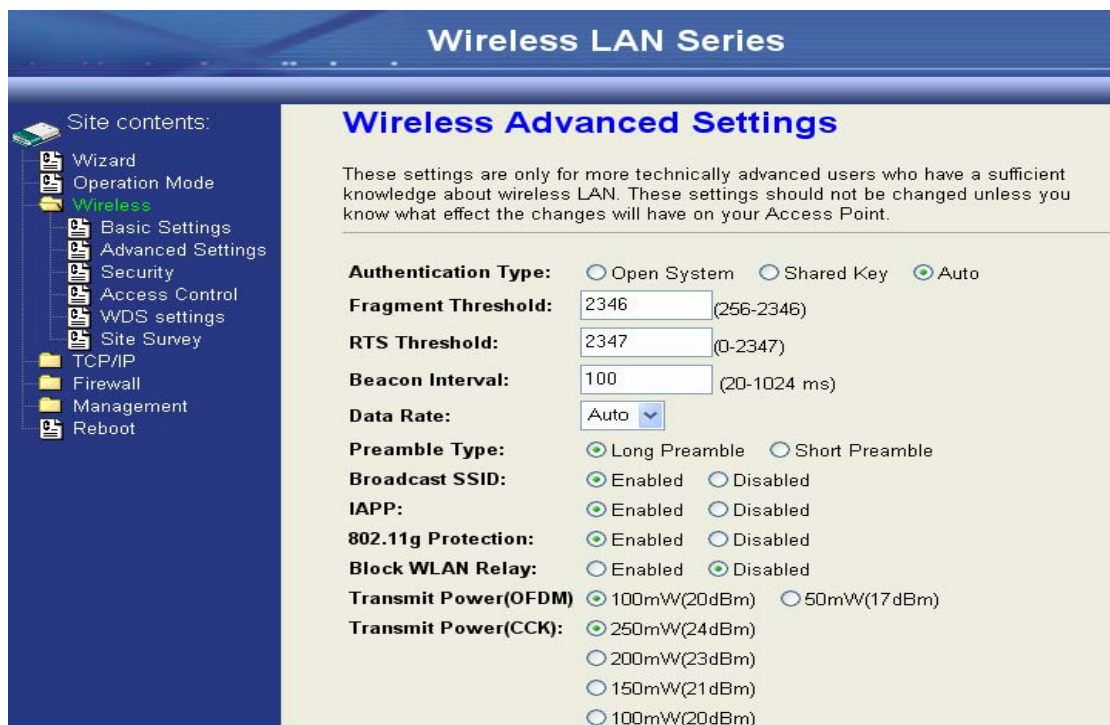 Wireless LAN Series
Site contents:
Wizard
Operation Mode
Wireless
Basic Settings
Advanced Settings
Security
Access Control
WDS settings
Site Survey
TCP/IP
Firewall
Management
Reboot
Wireless Advanced Settings
These settings are only for more technically advanced users who have a sufficient
knowledge about wireless LAN. These settings should not be changed unless you
know what effect the changes will have on your Access Point.
Authentication Type: Open System Shared Key Auto
Fragment Threshold: 2346 (256-2346)
RTS Threshold: 2347 (0-2347)
Beacon Interval: 100 (20-1024 ms)
Data Rate: Auto
Preamble Type: Long Preamble Short Preamble
Broadcast SSID: Enabled Disabled
IAPP: Enabled Disabled
802.11g Protection: Enabled Disabled
Block WLAN Relay: Enabled Disabled
Transmit Power(OFDM) 100mW(20dBm) 50mW(17dBm)
Transmit Power(CCK): 250mW(24dBm)
200mW(23dBm)
150mW(21dBm)
100mW(20dBm)